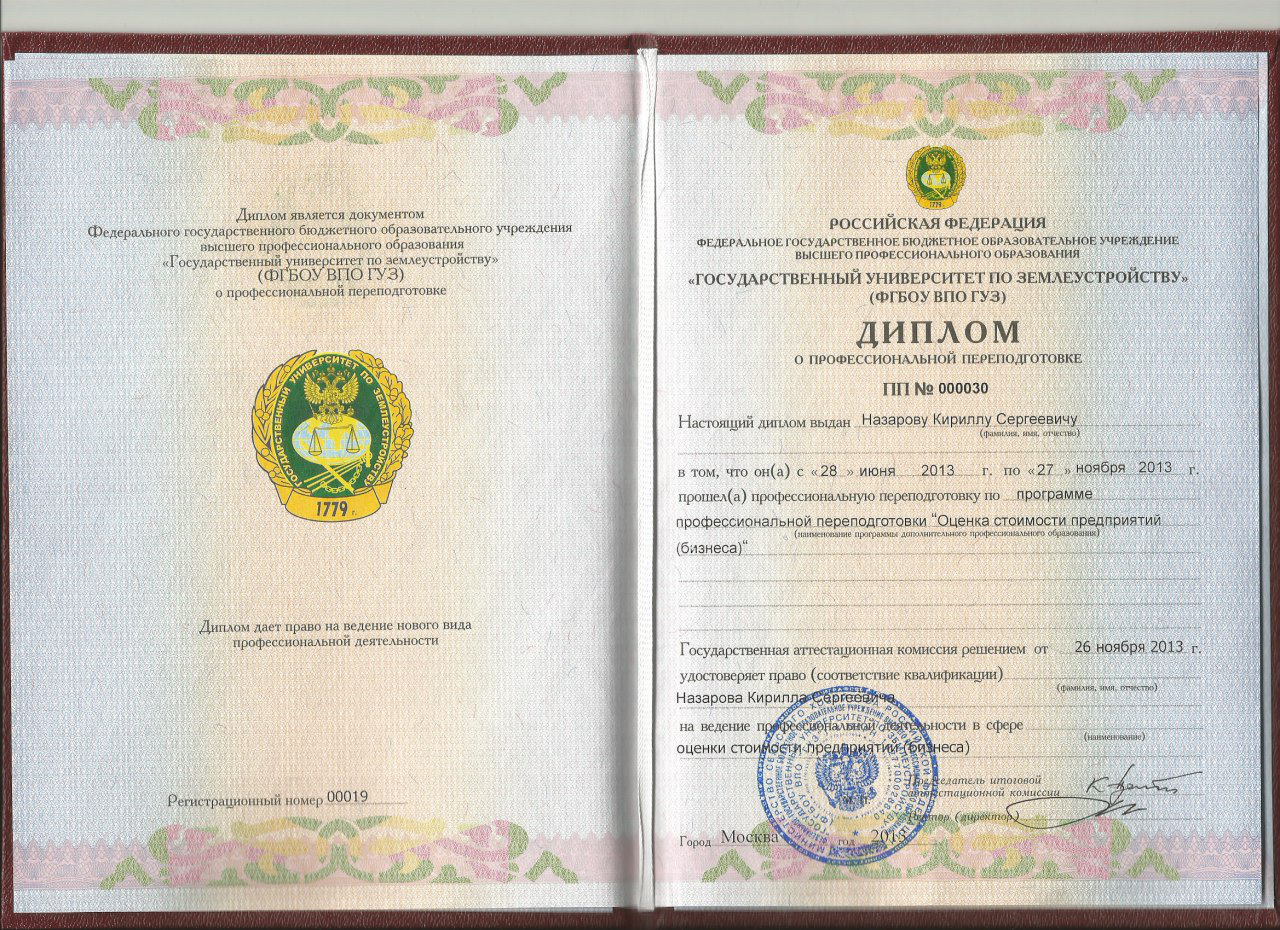 Диплом является документом
Федерального государственного бюджетного образовательного учреждения
высшего профессионального образования
«Государственный университет по землеустройству»
(ФГБОУ ВПО ГУЗ)
о профессиональной переподготовке
ГОСУДАРСТВЕННЫЙ УНИВЕРСИТЕТ ПО ЗЕМЛЕУСТРОЙСТВУ
1779 г.
Диплом дает право на ведение нового вида
профессиональной деятельности
Регистрационный номер 00019
1779
РОССИЙСКАЯ ФЕДЕРАЦИЯ
ФЕДЕРАЛЬНОЕ ГОСУДАРСТВЕННОЕ БЮДЖЕТНОЕ ОБРАЗОВАТЕЛЬНОЕ УЧРЕЖДЕНИЕ
ВЫСШЕГО ПРОФЕССИОНАЛЬНОГО ОБРАЗОВАНИЯ
«ГОСУДАРСТВЕННЫЙ УНИВЕРСИТЕТ ПО ЗЕМЛЕУСТРОЙСТВУ»
(ФГБОУ ВПО ГУЗ)
ДИПЛОМ
О ПРОФЕССИОНАЛЬНОЙ ПЕРЕПОДГОТОВКЕ
ПП № 000030
Настоящий диплом выдан Назарову Кириллу Сергеевичу
(фамилия, имя, отчество)
в том, что он(а) с «28 » июня 2013 г. по «27 » ноября 2013 г.
прошел(а) профессиональную переподготовку по программе
профессиональной переподготовки “Оценка стоимости предприятий
(наименование программы дополнительного профессионального образования)
(бизнеса)“
Государственная аттестационная комиссия решением от 26 ноября 2013 г.
удостоверяет право (соответствие квалификации)
(фамилия, имя, отчество)
Назарова Кирилла Сергеевича
на ведение профессиональной деятельности в сфере
(наименование)
оценки стоимости предприятий (бизнеса)
Председатель итоговой
аттестационной комиссии
Ректор (директор)
Город Москва год 2013